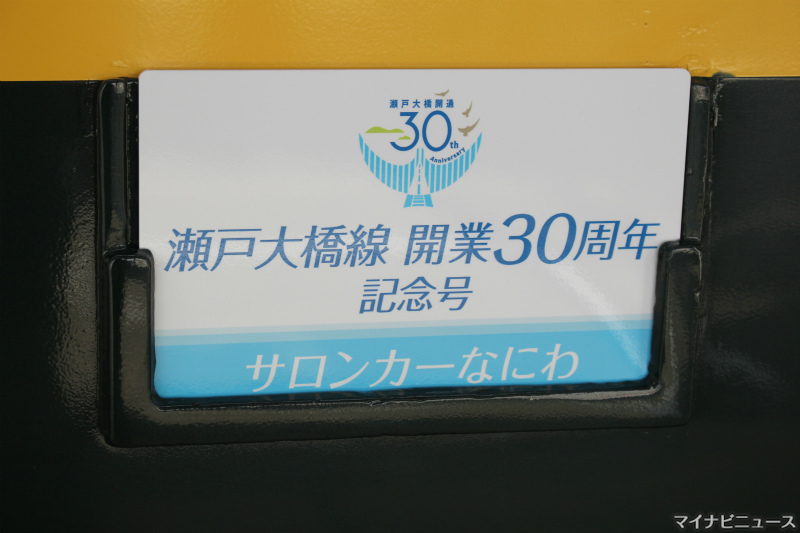 瀬戸大橋開通
30th
Anniversary
瀬戸大橋線 開業30周年
記念号
サロンカーなにわ
マイナビニュース